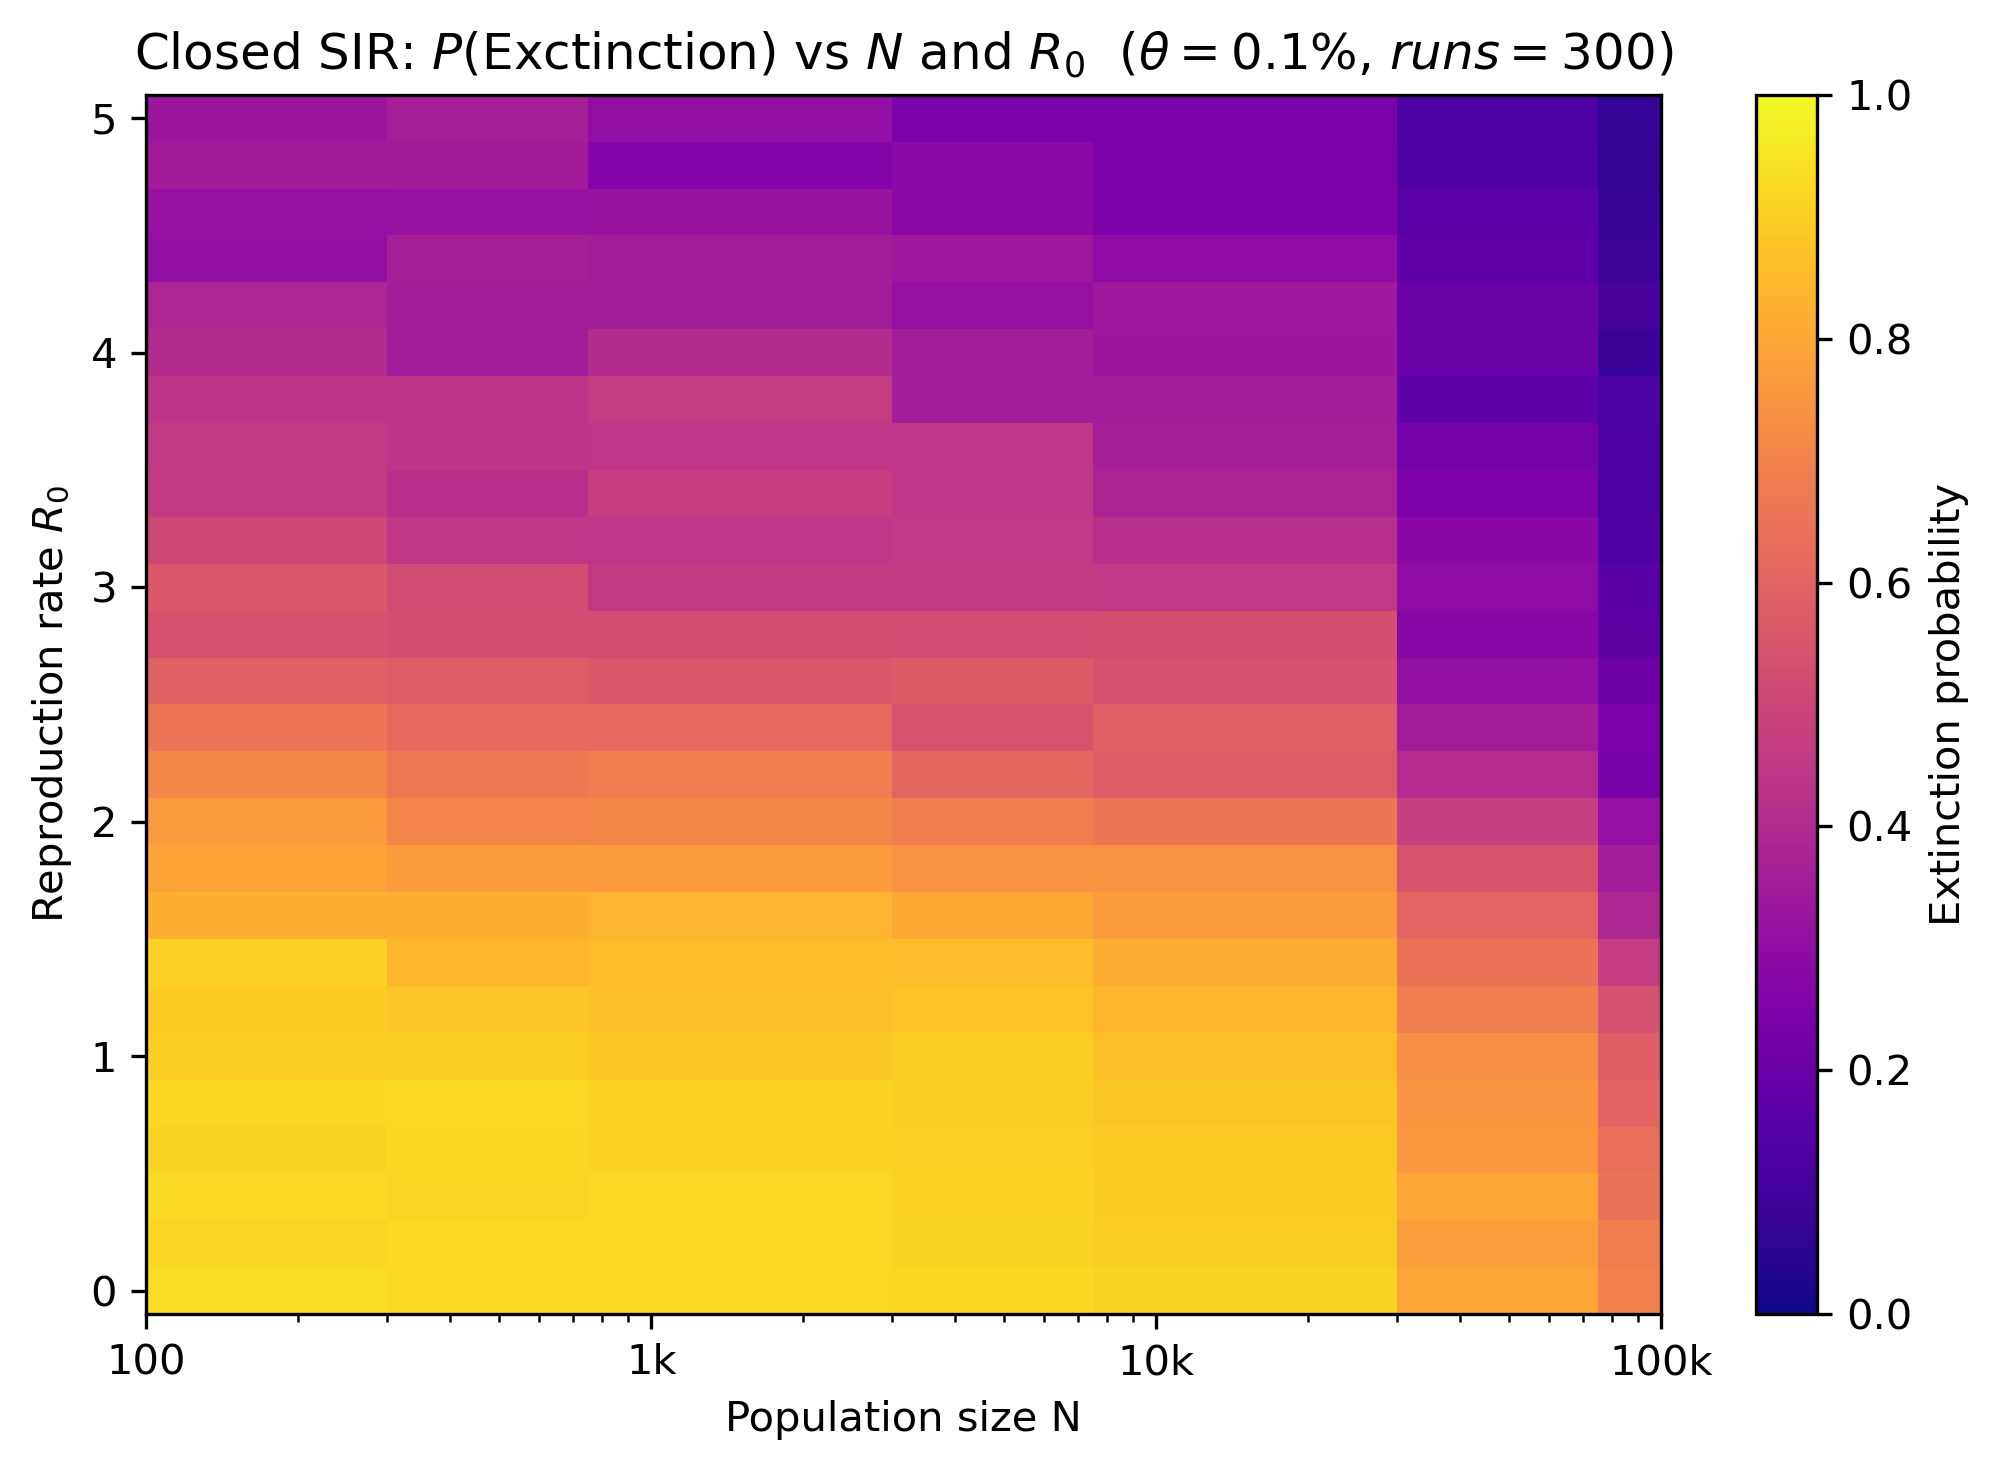 Closed SIR: P(Exctinction) vs N and R₀ (θ = 0.1%, runs = 300)
5
4
3
2
1
0
Reproduction rate R₀
100
1k
10k
100k
Population size N
1.0
0.8
0.6
0.4
0.2
0.0
Extinction probability